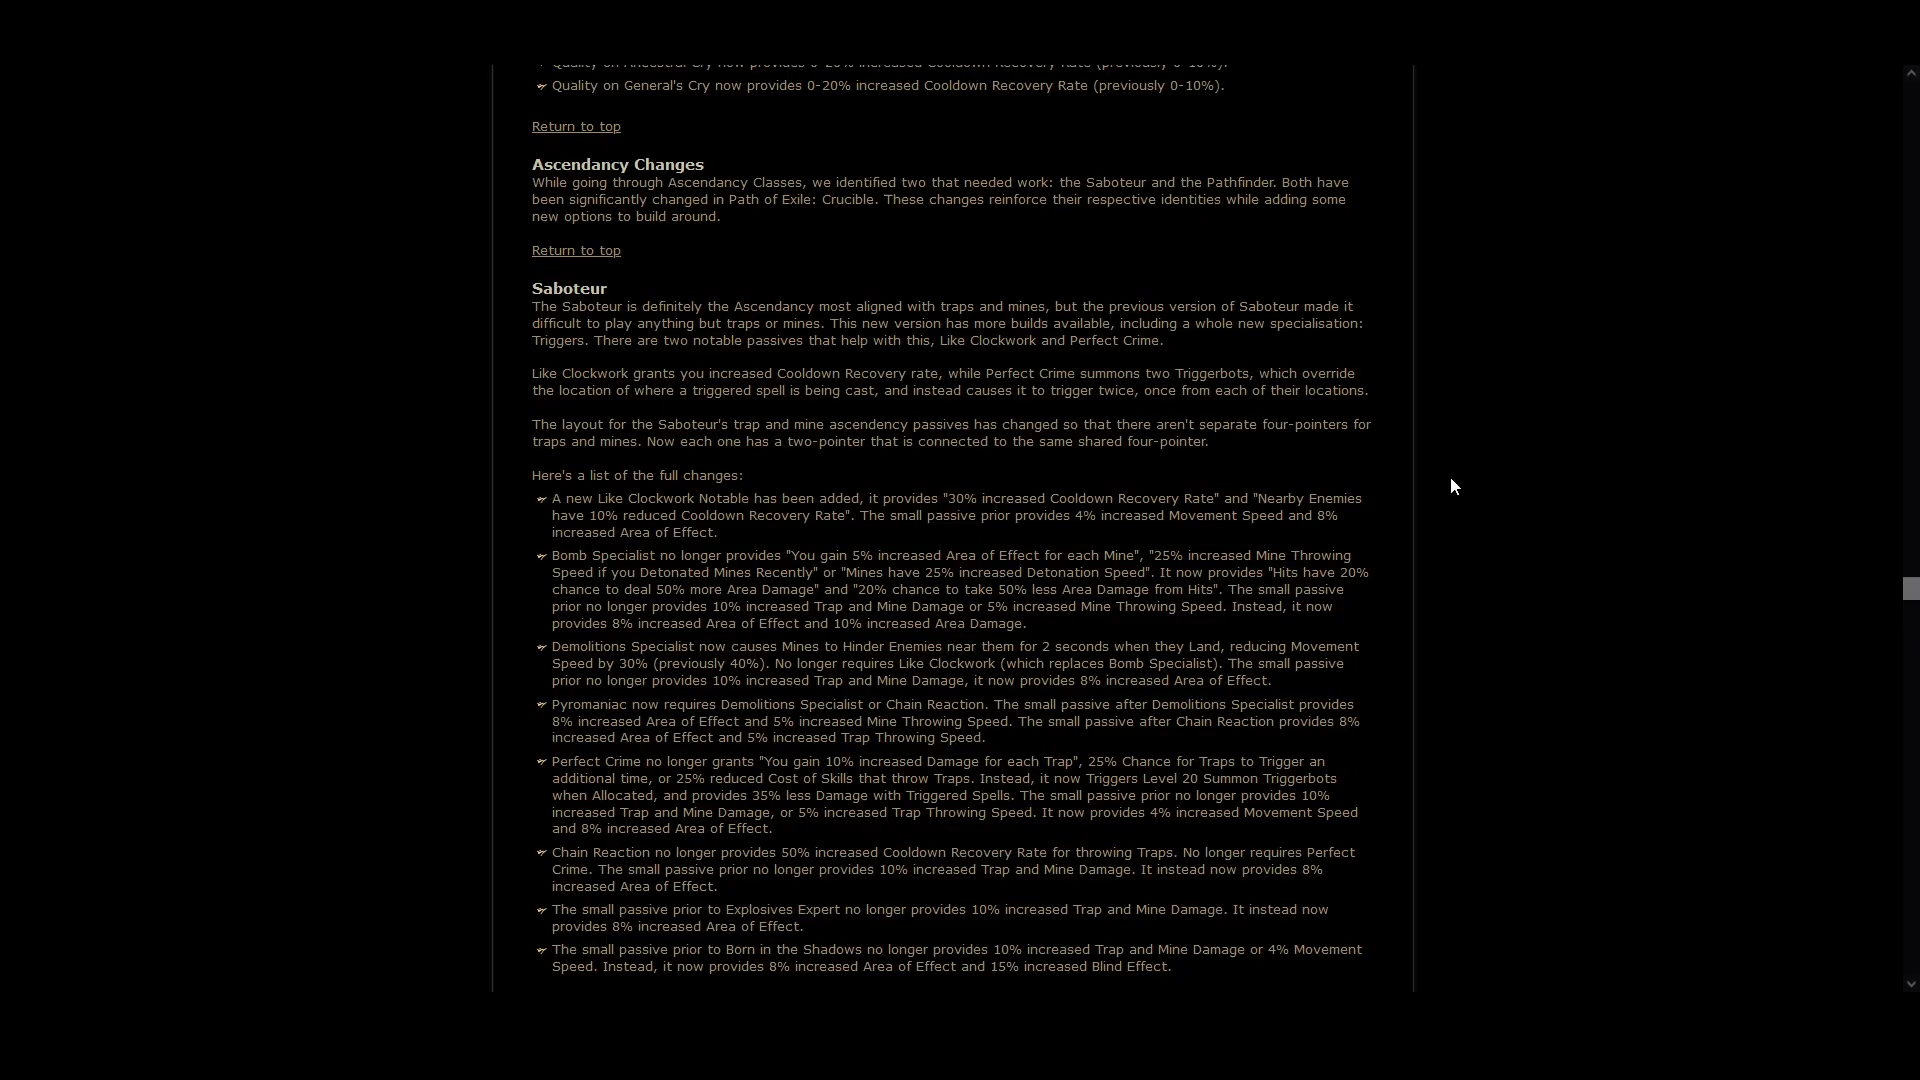 Quality on Ancestral Cry now provides 0-20% increased Cooldown Recovery Rate (previously 0-10%).
Quality on General's Cry now provides 0-20% increased Cooldown Recovery Rate (previously 0-10%).
Return to top
Ascendancy Changes
While going through Ascendancy Classes, we identified two that needed work: the Saboteur and the Pathfinder. Both have
been significantly changed in Path of Exile: Crucible. These changes reinforce their respective identities while adding some
new options to build around.
Return to top
Saboteur
The Saboteur is definitely the Ascendancy most aligned with traps and mines, but the previous version of Saboteur made it
difficult to play anything but traps or mines. This new version has more builds available, including a whole new specialisation:
Triggers. There are two notable passives that help with this, Like Clockwork and Perfect Crime.
Like Clockwork grants you increased Cooldown Recovery rate, while Perfect Crime summons two Triggerbots, which override
the location of where a triggered spell is being cast, and instead causes it to trigger twice, once from each of their locations.
The layout for the Saboteur's trap and mine ascendency passives has changed so that there aren't separate four-pointers for
traps and mines. Now each one has a two-pointer that is connected to the same shared four-pointer.
Here's a list of the full changes:
A new Like Clockwork Notable has been added, it provides "30% increased Cooldown Recovery Rate" and "Nearby Enemies
have 10% reduced Cooldown Recovery Rate". The small passive prior provides 4% increased Movement Speed and 8%
increased Area of Effect.
Bomb Specialist no longer provides "You gain 5% increased Area of Effect for each Mine", "25% increased Mine Throwing
Speed if you Detonated Mines Recently" or "Mines have 25% increased Detonation Speed". It now provides "Hits have 20%
chance to deal 50% more Area Damage" and "20% chance to take 50% less Area Damage from Hits". The small passive
prior no longer provides 10% increased Trap and Mine Damage or 5% increased Mine Throwing Speed. Instead, it now
provides 8% increased Area of Effect and 10% increased Area Damage.
Demolitions Specialist now causes Mines to Hinder Enemies near them for 2 seconds when they Land, reducing Movement
Speed by 30% (previously 40%). No longer requires Like Clockwork (which replaces Bomb Specialist). The small passive
prior no longer provides 10% increased Trap and Mine Damage, it now provides 8% increased Area of Effect.
Pyromaniac now requires Demolitions Specialist or Chain Reaction. The small passive after Demolitions Specialist provides
8% increased Area of Effect and 5% increased Mine Throwing Speed. The small passive after Chain Reaction provides 8%
increased Area of Effect and 5% increased Trap Throwing Speed.
Perfect Crime no longer grants "You gain 10% increased Damage for each Trap", 25% Chance for Traps to Trigger an
additional time, or 25% reduced Cost of Skills that throw Traps. Instead, it now Triggers Level 20 Summon Triggerbots
when Allocated, and provides 35% less Damage with Triggered Spells. The small passive prior no longer provides 10%
increased Trap and Mine Damage, or 5% increased Trap Throwing Speed. It now provides 4% increased Movement Speed
and 8% increased Area of Effect.
Chain Reaction no longer provides 50% increased Cooldown Recovery Rate for throwing Traps. No longer requires Perfect
Crime. The small passive prior no longer provides 10% increased Trap and Mine Damage. It instead now provides 8%
increased Area of Effect.
The small passive prior to Explosives Expert no longer provides 10% increased Trap and Mine Damage. It instead now
provides 8% increased Area of Effect.
The small passive prior to Born in the Shadows no longer provides 10% increased Trap and Mine Damage or 4% Movement
Speed. Instead, it now provides 8% increased Area of Effect and 15% increased Blind Effect.